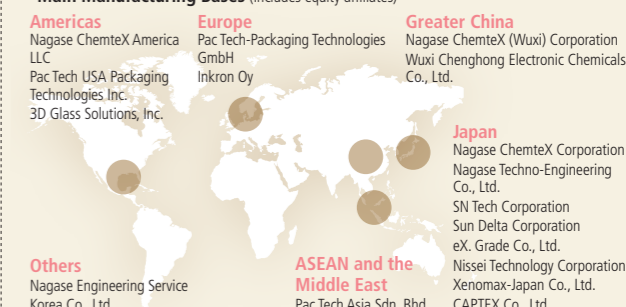 Main Manufacturing Bases (includes equity affiliates)
Americas
Nagase ChemteX America
LLC
Pac Tech USA Packaging
Technologies Inc.
3D Glass Solutions, Inc.
Europe
Pac Tech-Packaging Technologies
GmbH
Inkron Oy
Greater China
Nagase ChemteX (Wuxi) Corporation
Wuxi Chenghong Electronic Chemicals
Co., Ltd.
Japan
Nagase ChemteX Corporation
Nagase Techno-Engineering
Co., Ltd.
SN Tech Corporation
Sun Delta Corporation
eX. Grade Co., Ltd.
Nissei Technology Corporation
Xenomax-Japan Co., Ltd.
CAPTEX Co., Ltd.
Others
Nagase Engineering Service
Korea Co., Ltd.
ASEAN and the
Middle East
Pac Tech Asia Sdn. Bhd.